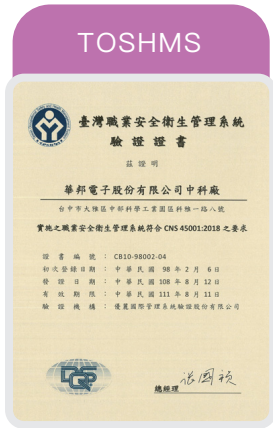 TOSHMS
臺灣職業安全衛生管理系統
驗證證書
茲證明
華邦電子股份有限公司中科廠
台中市大雅區中部科學工業園區科雅一路八號
實施之職業安全衛生管理系統符合 CNS 45001:2018 之要求
證書編號：CB10-98002-04
初次登錄日期：中華民國 98 年 2 月 6 日
發證日期：中華民國 108 年 8 月 12 日
有效期限：中華民國 111 年 8 月 11 日
驗證機構：優麗國際管理系統驗證股份有限公司
DQS
總經理